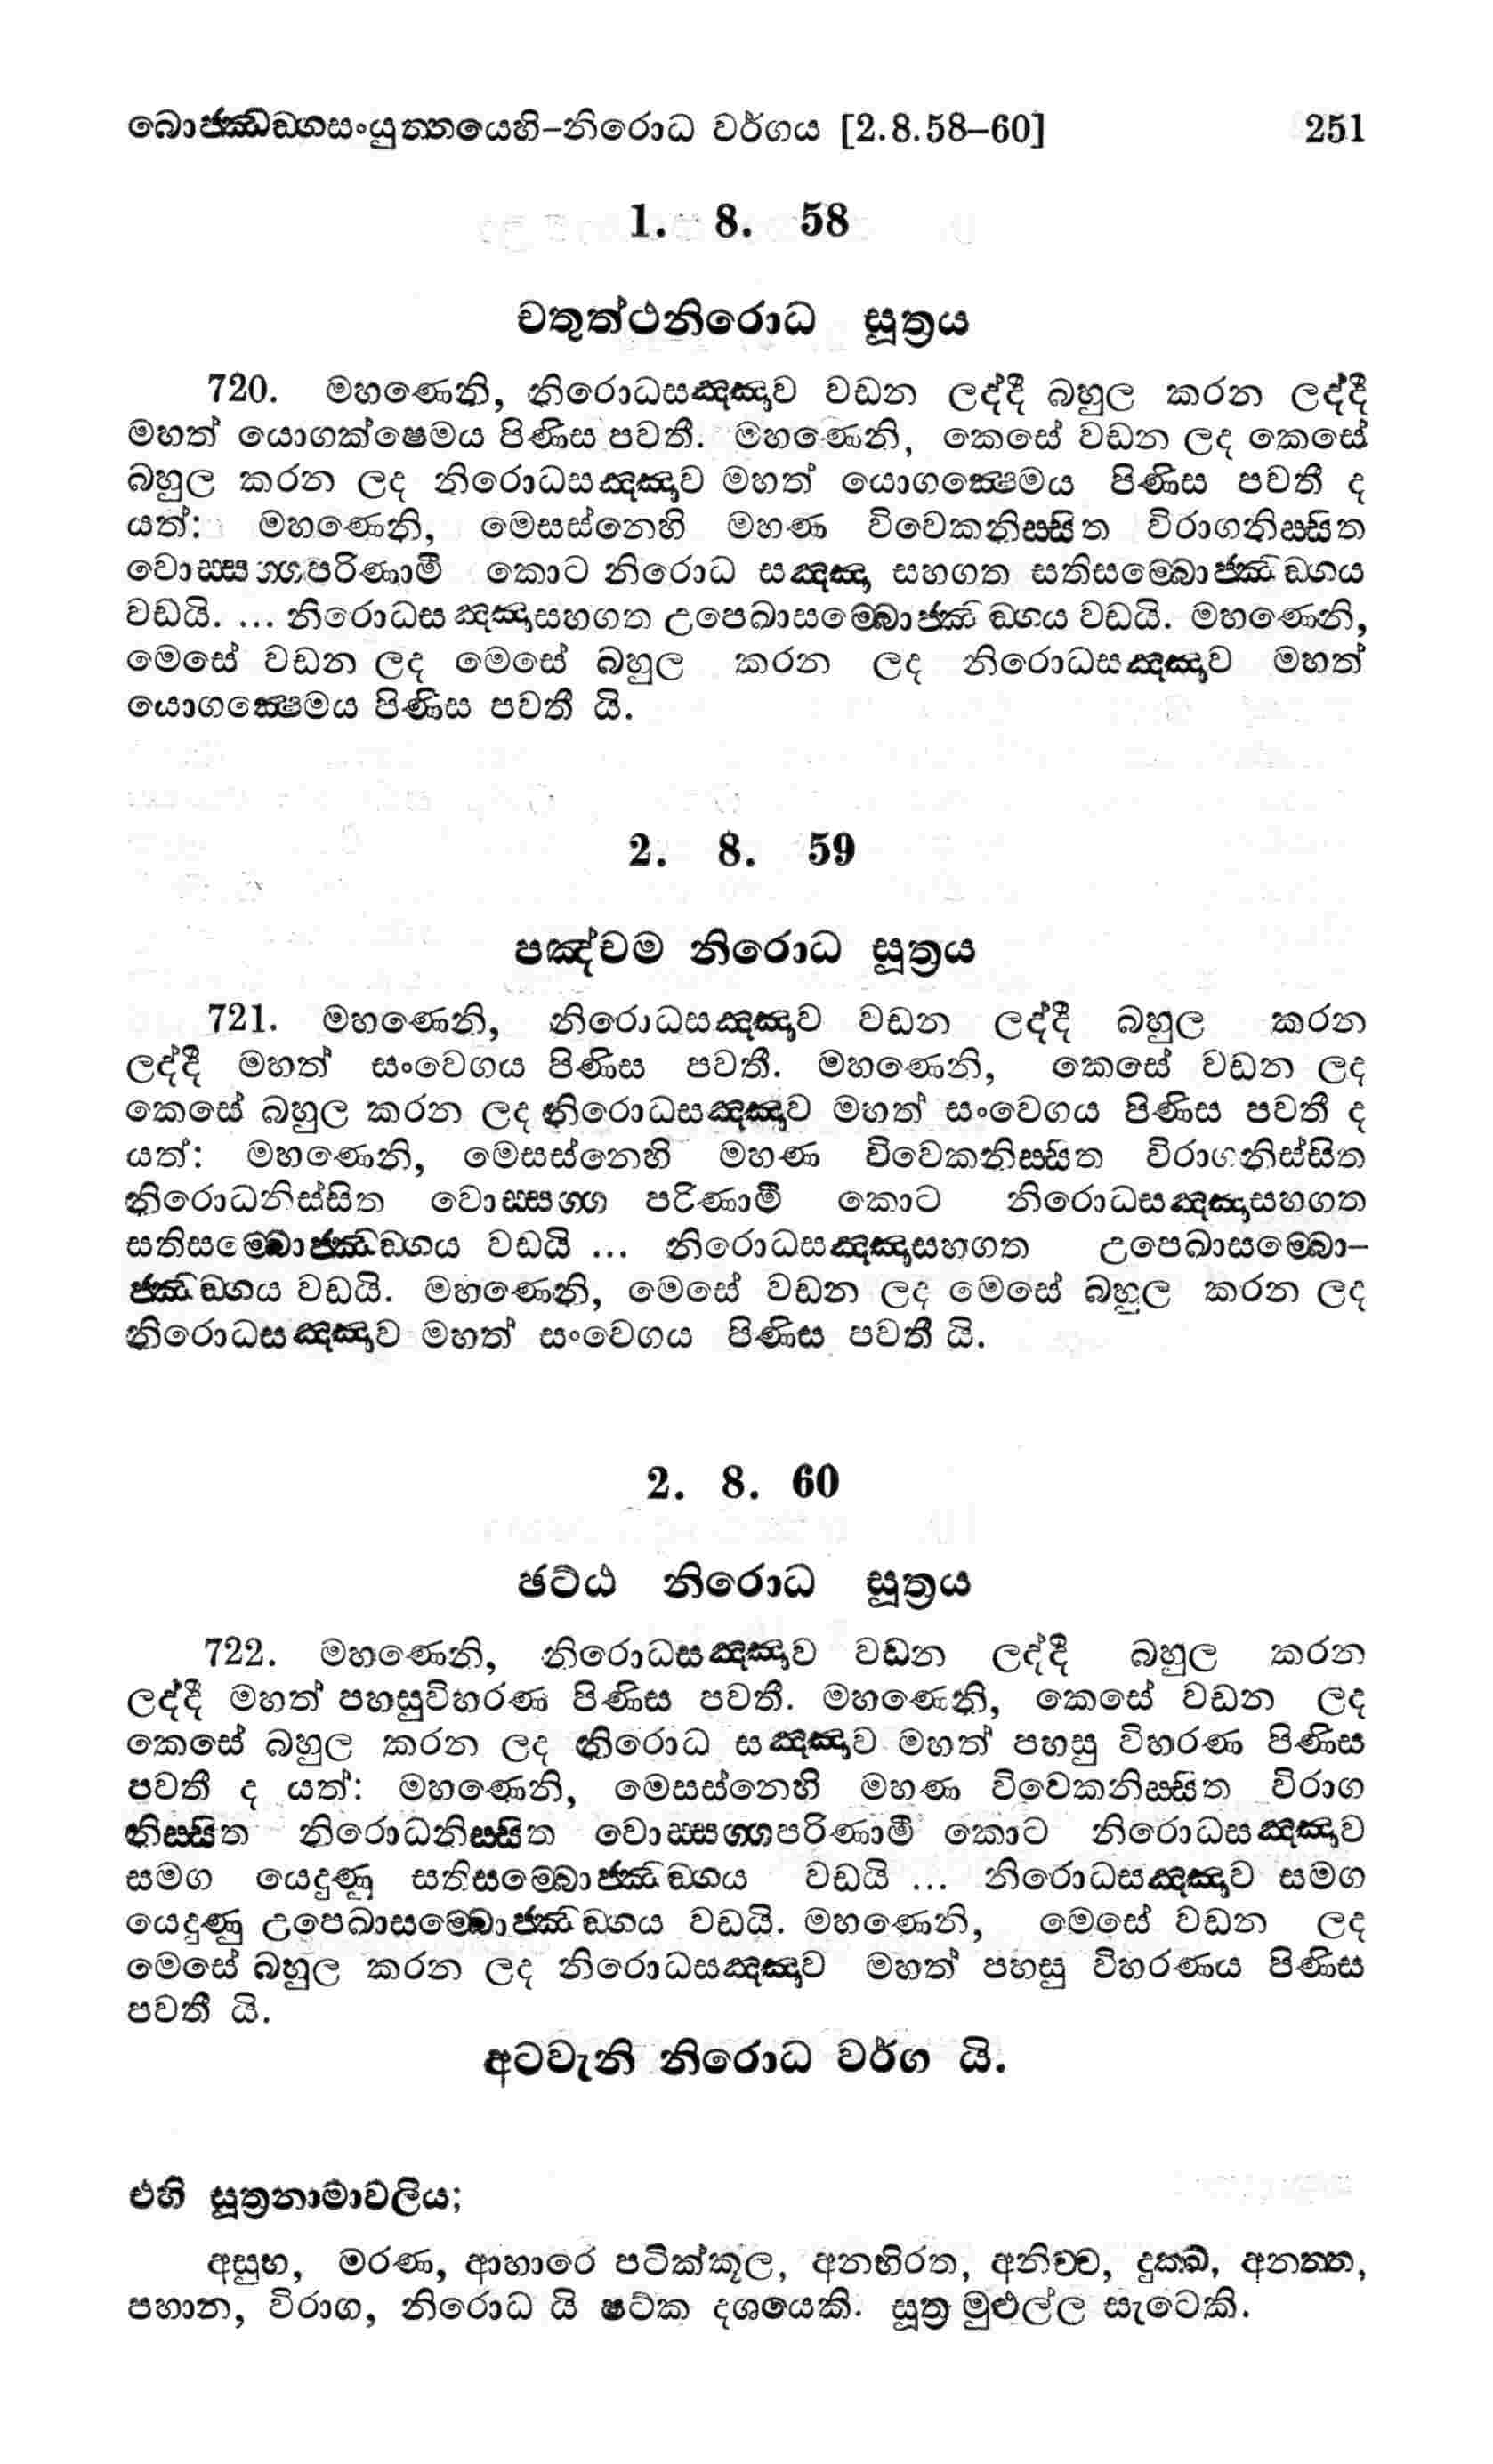 බොජ්ඣඞ්ගසංයුත්තයෙහි–නිරොධ වර්ගය [2.8.58–60] 251
1. 8. 58
චතුත්ථනිරොධ සූත්‍රය
720. මහණෙනි, නිරොධසඤ්ඤාව වඩන ලද්දී බහුල කරන ලද්දී
මහත් යොගක්ෂෙමය පිණිස පවතී. මහණෙනි, කෙසේ වඩන ලද කෙසේ
බහුල කරන ලද නිරොධසඤ්ඤාව මහත් යොගක්ෂෙමය පිණිස පවතී ද
යත්: මහණෙනි, මෙසස්නෙහි මහණ විවෙකනිස්සිත විරාගනිස්සිත
වොස්සග්ගපරිණාමී කොට නිරොධ සඤ්ඤා සහගත සතිසම්බොජ්ඣඞ්ගය
වඩයි. ... නිරොධසඤ්ඤාසහගත උපෙඛාසම්බොජ්ඣඞ්ගය වඩයි. මහණෙනි,
මෙසේ වඩන ලද මෙසේ බහුල කරන ලද නිරොධසඤ්ඤාව මහත්
යොගක්ෂෙමය පිණිස පවතී යි.
2. 8. 59
පඤ්චම නිරොධ සූත්‍රය
721. මහණෙනි, නිරොධසඤ්ඤාව වඩන ලද්දී බහුල කරන
ලද්දී මහත් සංවෙගය පිණිස පවතී. මහණෙනි, කෙසේ වඩන ලද
කෙසේ බහුල කරන ලද නිරොධසඤ්ඤාව මහත් සංවෙගය පිණිස පවතී ද
යත්: මහණෙනි, මෙසස්නෙහි මහණ විවෙකනිස්සිත විරාගනිස්සිත
නිරොධනිස්සිත වොස්සග්ග පරිණාමී කොට නිරොධසඤ්ඤාසහගත
සතිසම්බොජ්ඣඞ්ගය වඩයි ... නිරොධසඤ්ඤාසහගත උපෙඛාසම්බො–
ජ්ඣඞ්ගය වඩයි. මහණෙනි, මෙසේ වඩන ලද මෙසේ බහුල කරන ලද
නිරොධසඤ්ඤාව මහත් සංවෙගය පිණිස පවතී යි.
2. 8. 60
ඡට්ඨ නිරොධ සූත්‍රය
722. මහණෙනි, නිරොධසඤ්ඤාව වඩන ලද්දී බහුල කරන
ලද්දී මහත් පහසුවිහරණ පිණිස පවතී. මහණෙනි, කෙසේ වඩන ලද
කෙසේ බහුල කරන ලද නිරොධ සඤ්ඤාව මහත් පහසු විහරණ පිණිස
පවතී ද යත්: මහණෙනි, මෙසස්නෙහි මහණ විවෙකනිස්සිත විරාග
නිස්සිත නිරොධනිස්සිත වොස්සග්ගපරිණාමී කොට නිරොධසඤ්ඤාව
සමග යෙදුණු සතිසම්බොජ්ඣඞ්ගය වඩයි ... නිරොධසඤ්ඤාව සමග
යෙදුණු උපෙඛාසම්බොජ්ඣඞ්ගය වඩයි. මහණෙනි, මෙසේ වඩන ලද
මෙසේ බහුල කරන ලද නිරොධසඤ්ඤාව මහත් පහසු විහරණය පිණිස
පවතී යි.
අටවැනි නිරොධ වර්ග යි.
එහි සූත්‍රනාමාවලිය;
අසුභ, මරණ, ආහාරෙ පටික්කූල, අනභිරත, අනිච්ච, දුක්ඛ, අනත්ත,
පහාන, විරාග, නිරොධ යි ෂට්ක දශයෙකි. සූත්‍ර මුළුල්ල සැටෙකි.